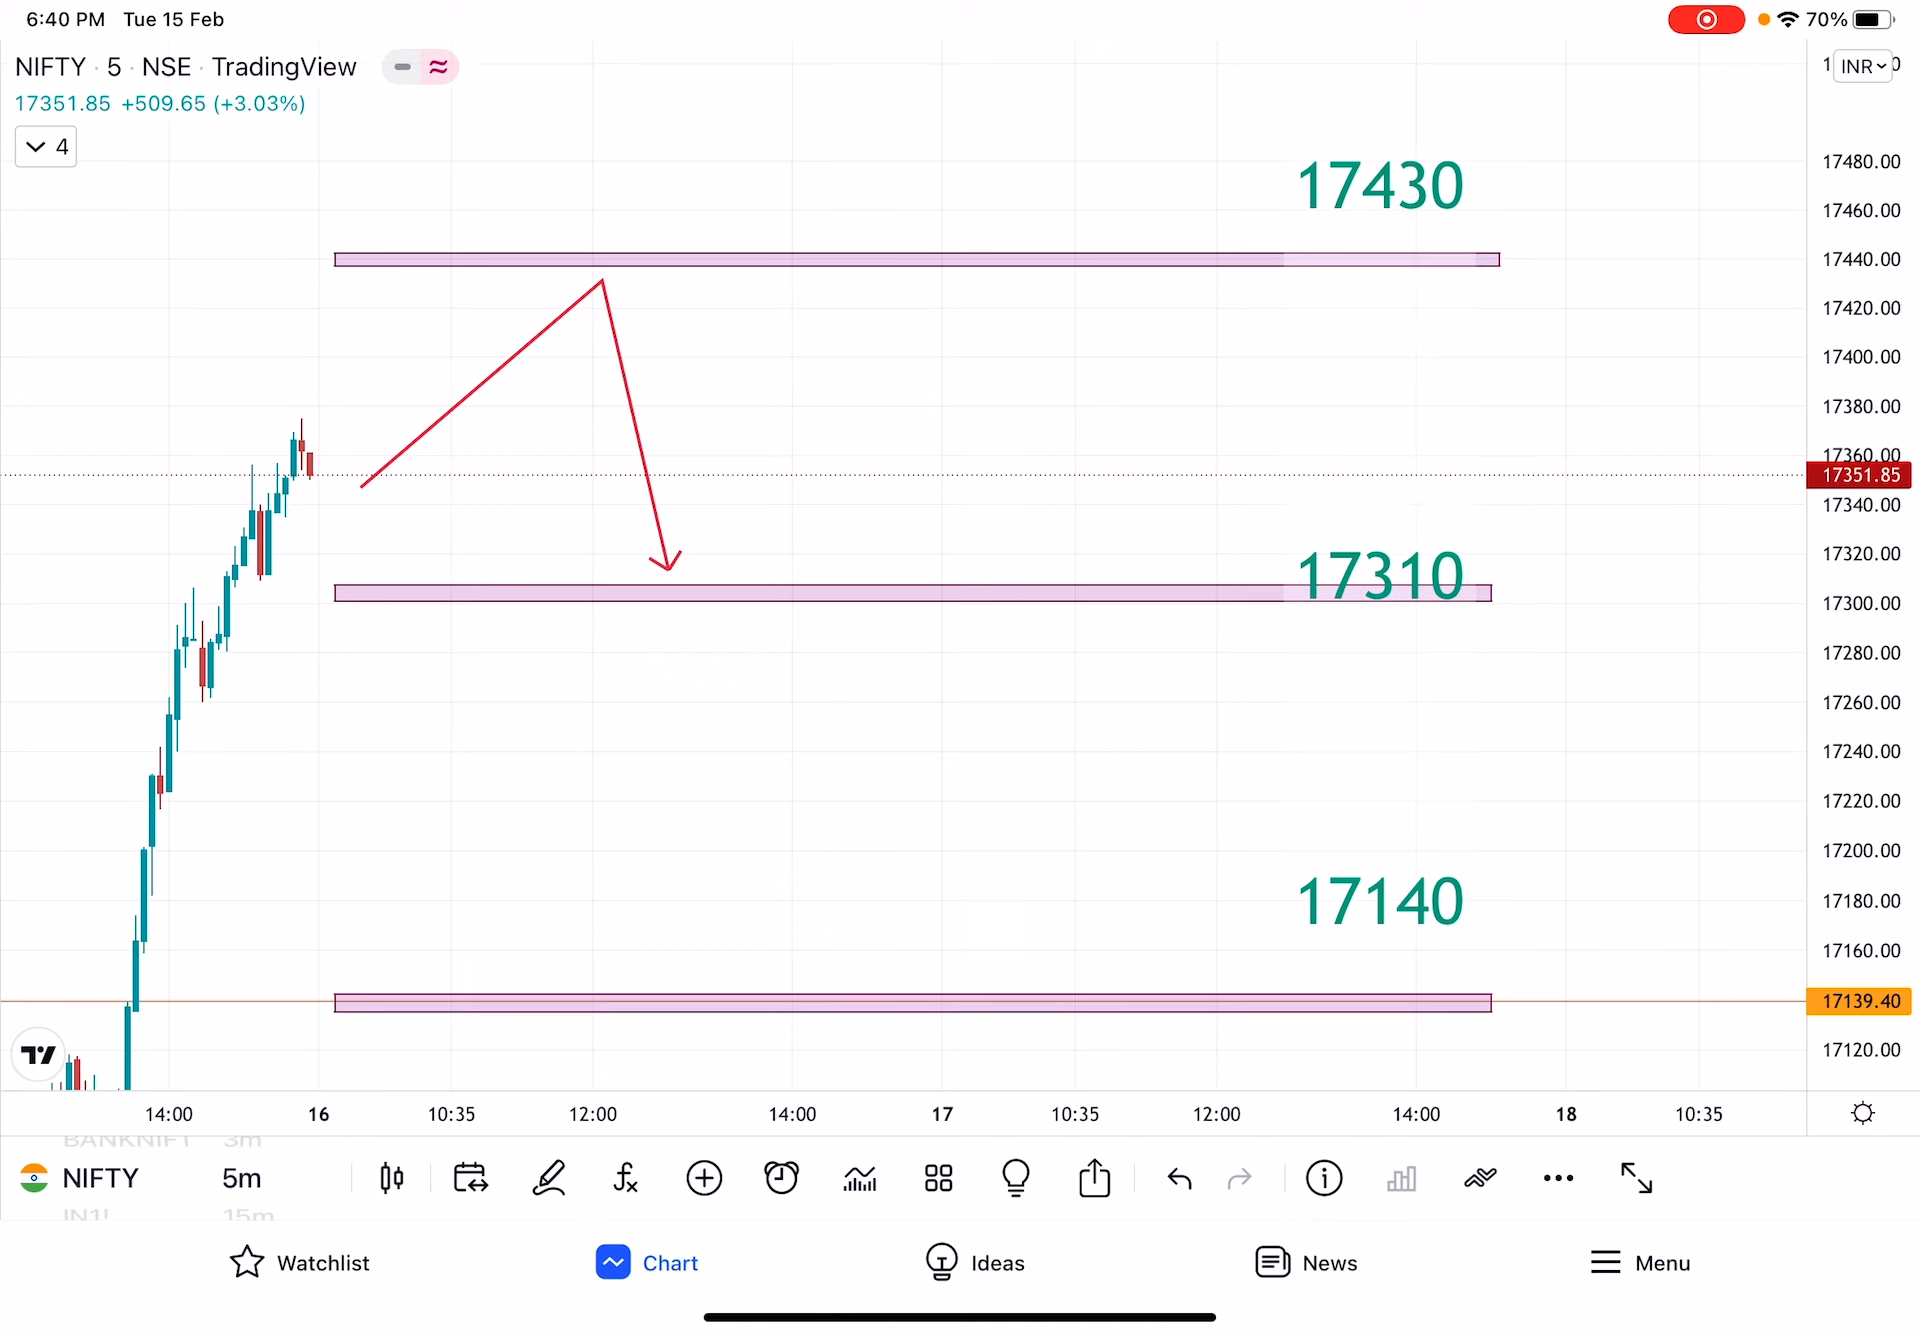 6:40 PM Tue 15 Feb
70%
NIFTY · 5 · NSE · TradingView
INR
17351.85 +509.65 (+3.03%)
4
17430
17310
17140
17480.00
17460.00
17440.00
17420.00
17400.00
17380.00
17360.00
17351.85
17340.00
17320.00
17300.00
17280.00
17260.00
17240.00
17220.00
17200.00
17180.00
17160.00
17139.40
17120.00
14:00 16 10:35 12:00 14:00 17 10:35 12:00 14:00 18 10:35
BANKNIFT 3m
NIFTY 5m
IN1! 15m
Watchlist Chart Ideas News Menu